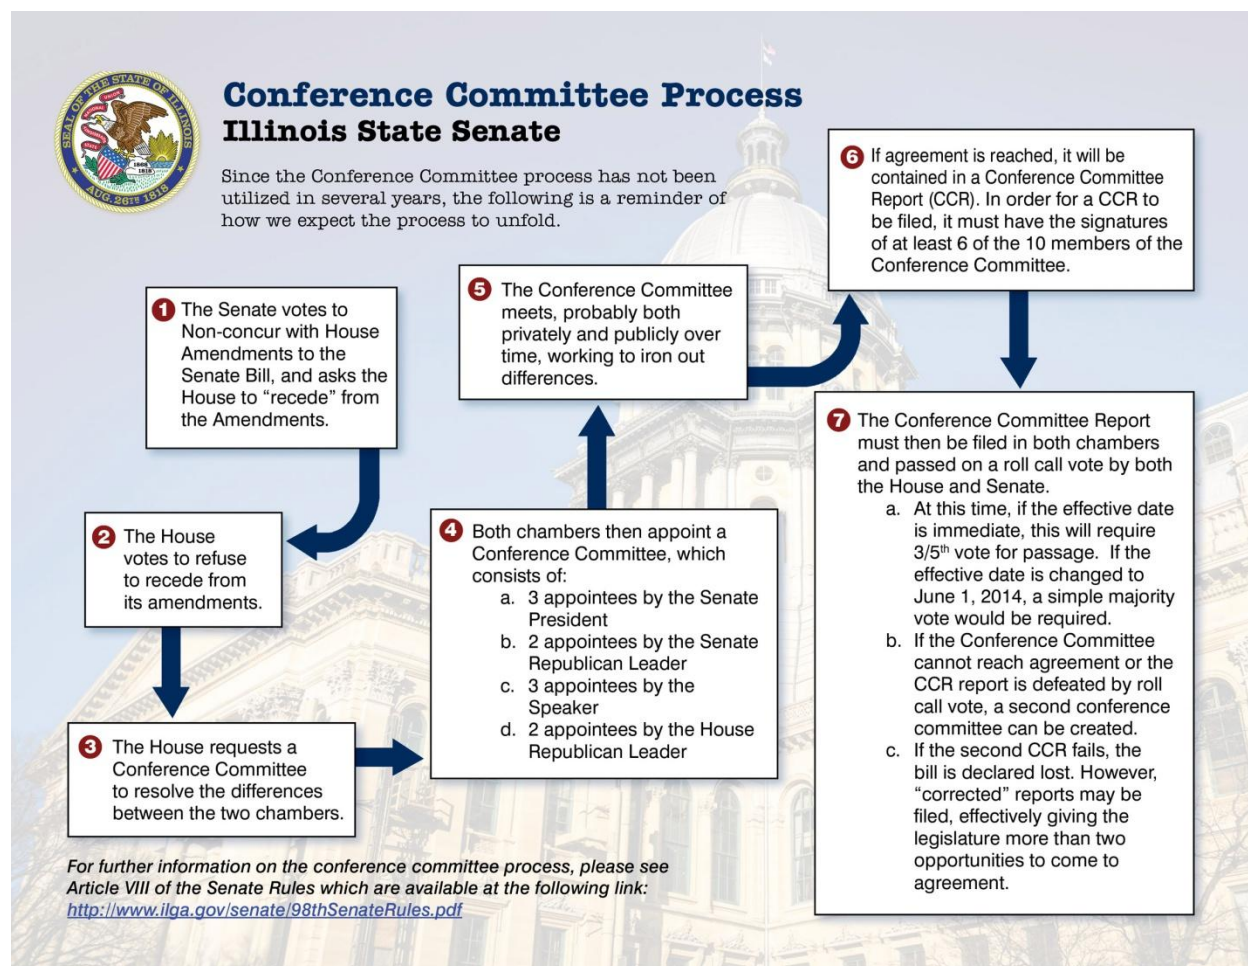 SEAL OF THE STATE OF ILLINOIS
AUG. 26TH 1818
1868
1818
Conference Committee Process
Illinois State Senate
Since the Conference Committee process has not been
utilized in several years, the following is a reminder of
how we expect the process to unfold.
1 The Senate votes to
Non-concur with House
Amendments to the
Senate Bill, and asks the
House to “recede” from
the Amendments.
2 The House
votes to refuse
to recede from
its amendments.
3 The House requests a
Conference Committee
to resolve the differences
between the two chambers.
4 Both chambers then appoint a
Conference Committee, which
consists of:
a. 3 appointees by the Senate
President
b. 2 appointees by the Senate
Republican Leader
c. 3 appointees by the
Speaker
d. 2 appointees by the House
Republican Leader
5 The Conference Committee
meets, probably both
privately and publicly over
time, working to iron out
differences.
6 If agreement is reached, it will be
contained in a Conference Committee
Report (CCR). In order for a CCR to
be filed, it must have the signatures
of at least 6 of the 10 members of the
Conference Committee.
7 The Conference Committee Report
must then be filed in both chambers
and passed on a roll call vote by both
the House and Senate.
a. At this time, if the effective date
is immediate, this will require
3/5th vote for passage. If the
effective date is changed to
June 1, 2014, a simple majority
vote would be required.
b. If the Conference Committee
cannot reach agreement or the
CCR report is defeated by roll
call vote, a second conference
committee can be created.
c. If the second CCR fails, the
bill is declared lost. However,
“corrected” reports may be
filed, effectively giving the
legislature more than two
opportunities to come to
agreement.
For further information on the conference committee process, please see
Article VIII of the Senate Rules which are available at the following link:
http://www.ilga.gov/senate/98thSenateRules.pdf